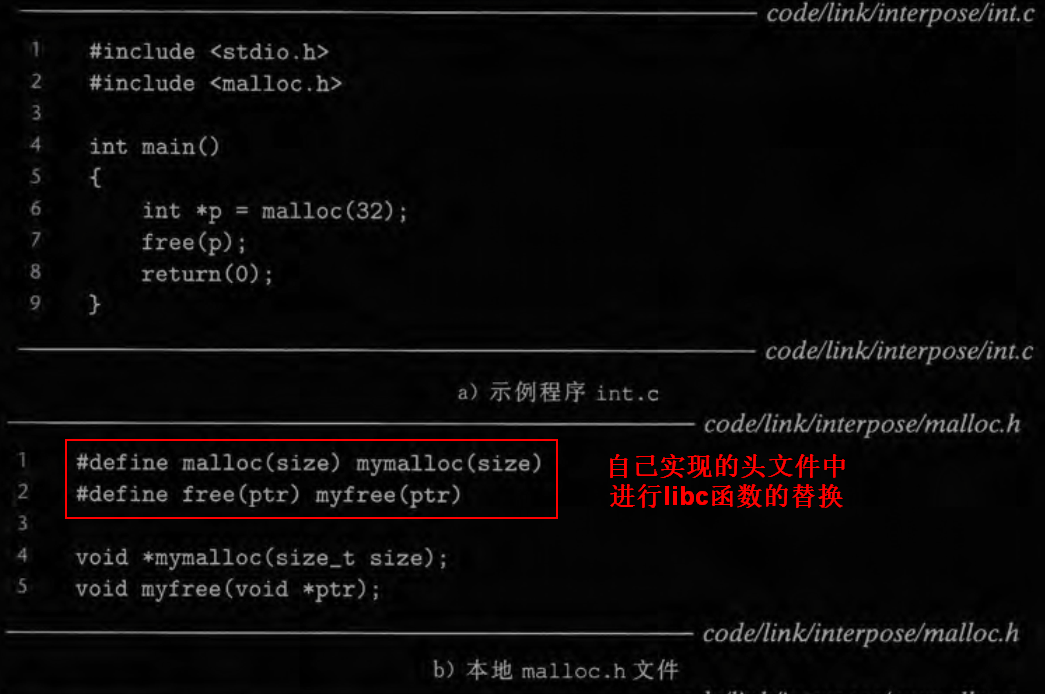 code/link/interpose/int.c
1 #include <stdio.h>
2 #include <malloc.h>
3
4 int main()
5 {
6 int *p = malloc(32);
7 free(p);
8 return(0);
9 }
code/link/interpose/int.c
a) 示例程序 int.c
code/link/interpose/malloc.h
1 #define malloc(size) mymalloc(size)
2 #define free(ptr) myfree(ptr)
自己实现的头文件中
进行libc函数的替换
3
4 void *mymalloc(size_t size);
5 void myfree(void *ptr);
code/link/interpose/malloc.h
b) 本地 malloc.h 文件